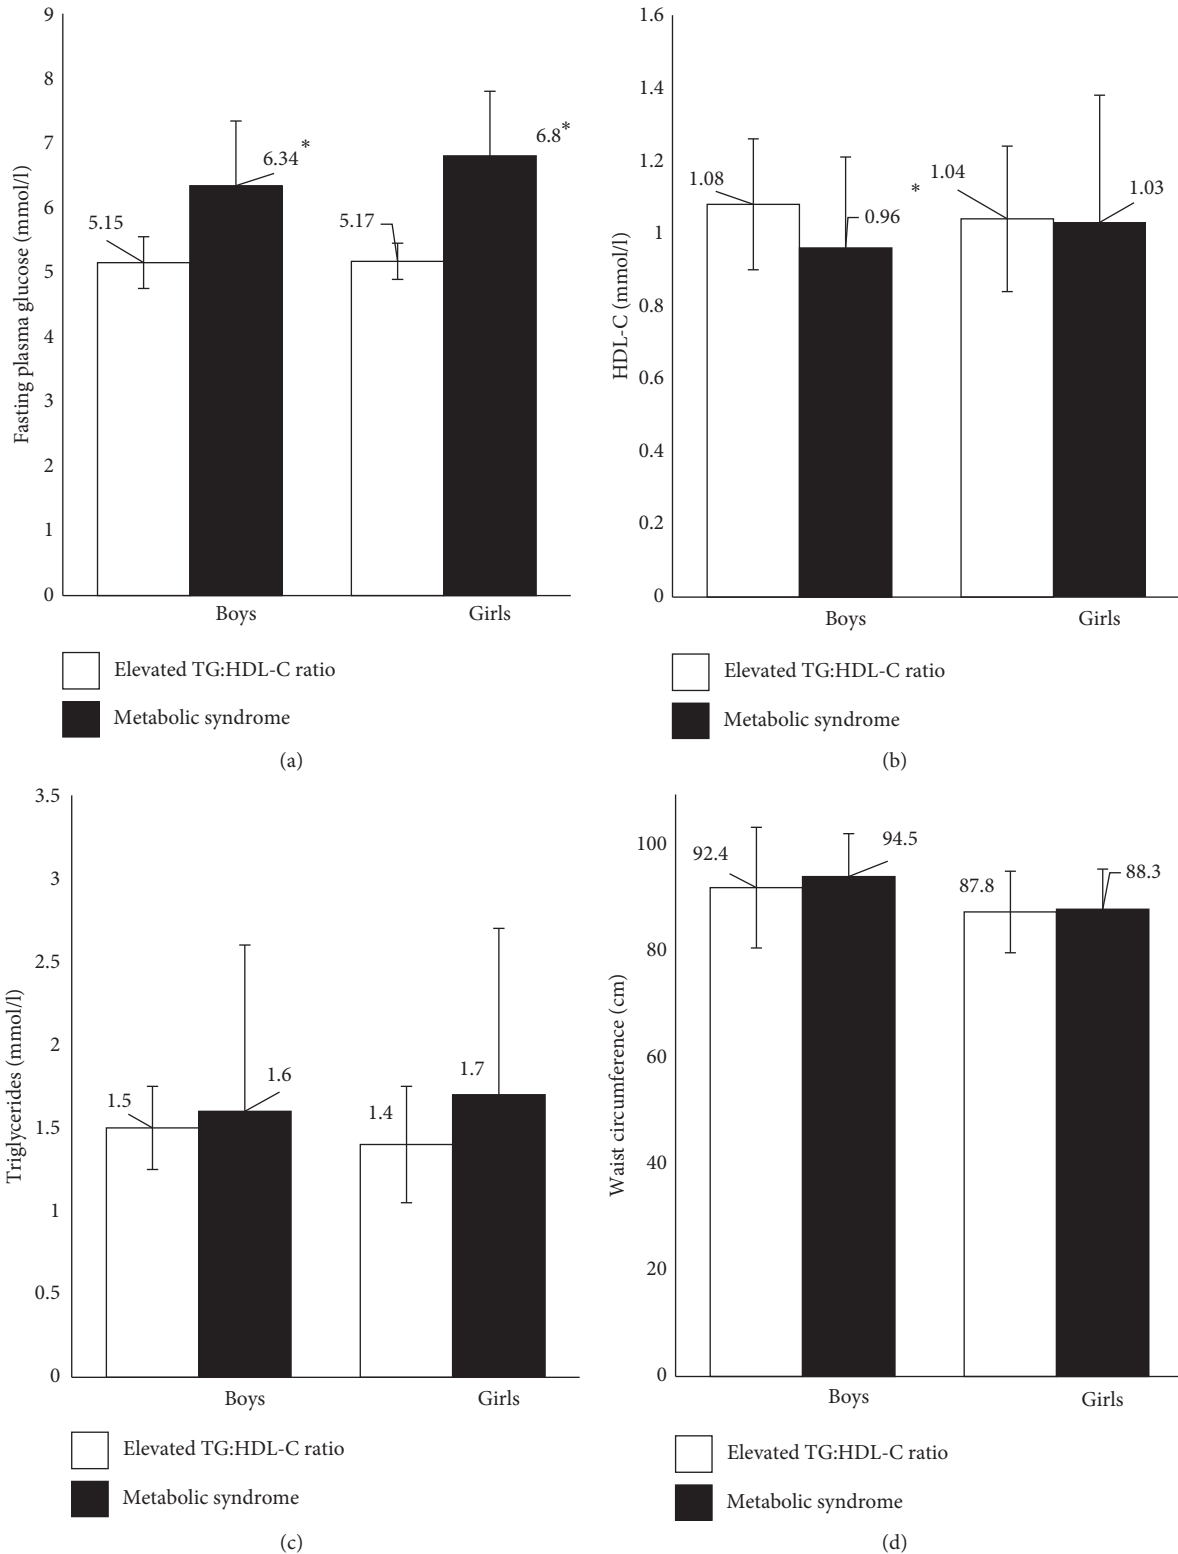 9
8
7
6
5
4
3
2
1
0
Fasting plasma glucose (mmol/l)
5.15
6.34 *
5.17
6.8*
Boys
Girls
Elevated TG:HDL-C ratio
Metabolic syndrome
(a)
1.6
1.4
1.2
1
0.8
0.6
0.4
0.2
0
HDL-C (mmol/l)
1.08
0.96
*
1.04
1.03
Boys
Girls
Elevated TG:HDL-C ratio
Metabolic syndrome
(b)
3.5
3
2.5
2
1.5
1
0.5
0
Triglycerides (mmol/l)
1.5
1.6
1.4
1.7
Boys
Girls
Elevated TG:HDL-C ratio
Metabolic syndrome
(c)
100
80
60
40
20
0
Waist circumference (cm)
92.4
94.5
87.8
88.3
Boys
Girls
Elevated TG:HDL-C ratio
Metabolic syndrome
(d)